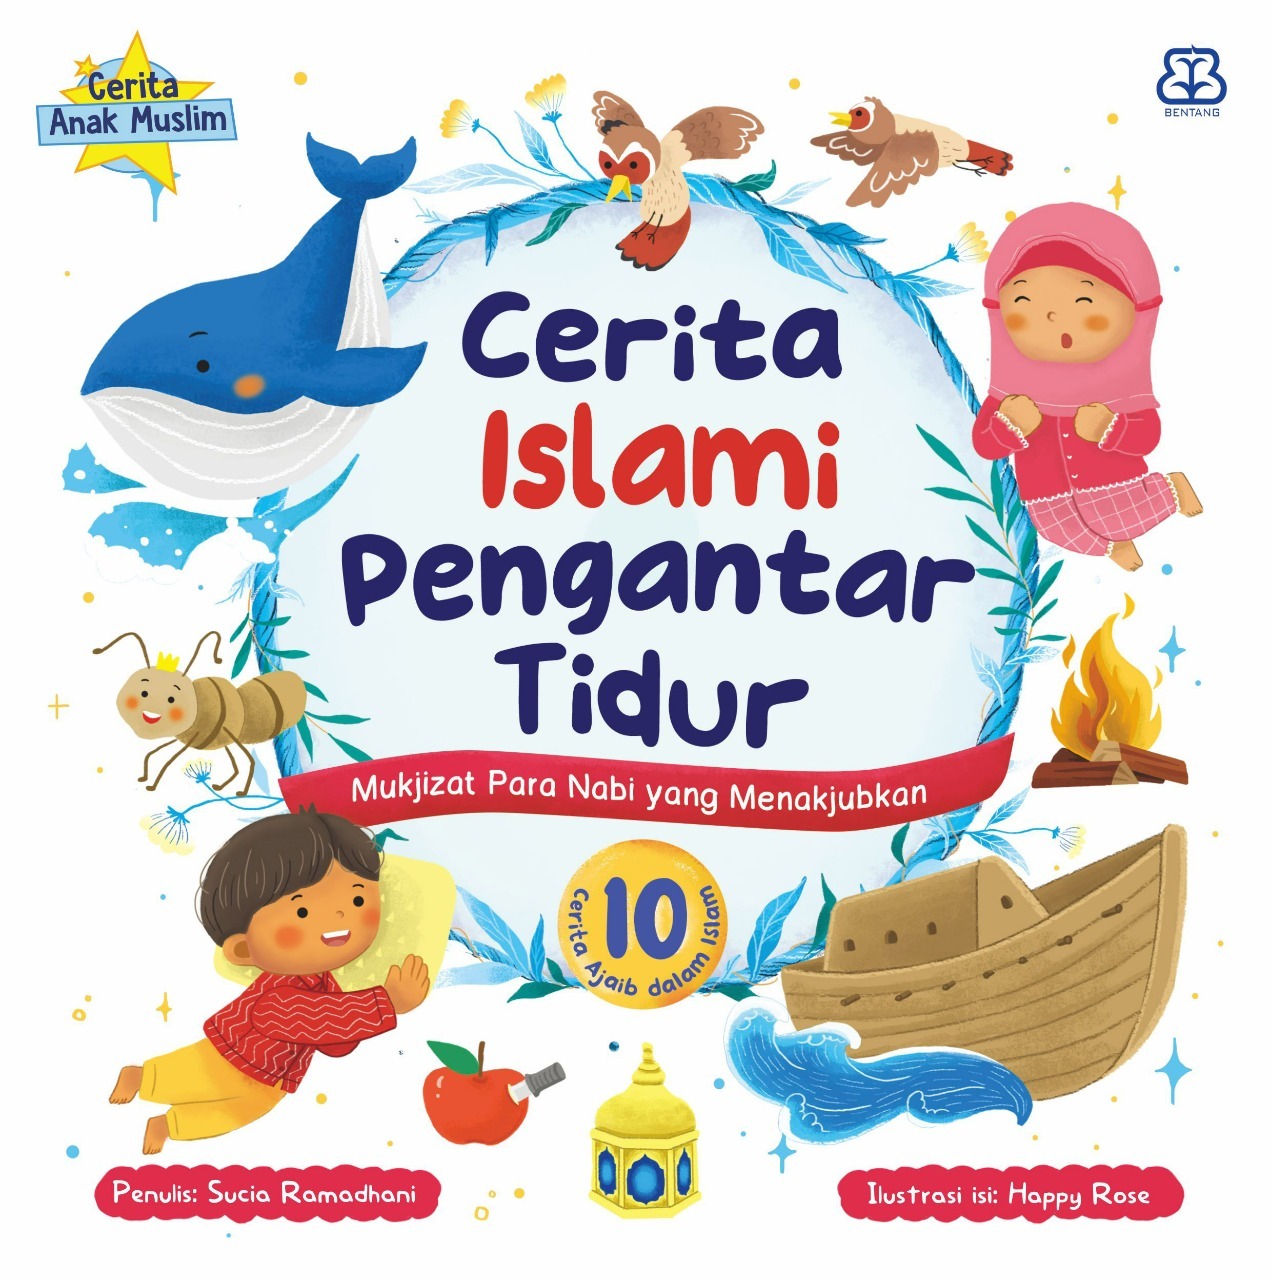 Cerita
Anak Muslim
BENTANG
Cerita
Islami
Pengantar
Tidur
Mukjizat Para Nabi yang Menakjubkan
10
Cerita Ajaib dalam Islam
Penulis: Sucia Ramadhani
Ilustrasi isi: Happy Rose